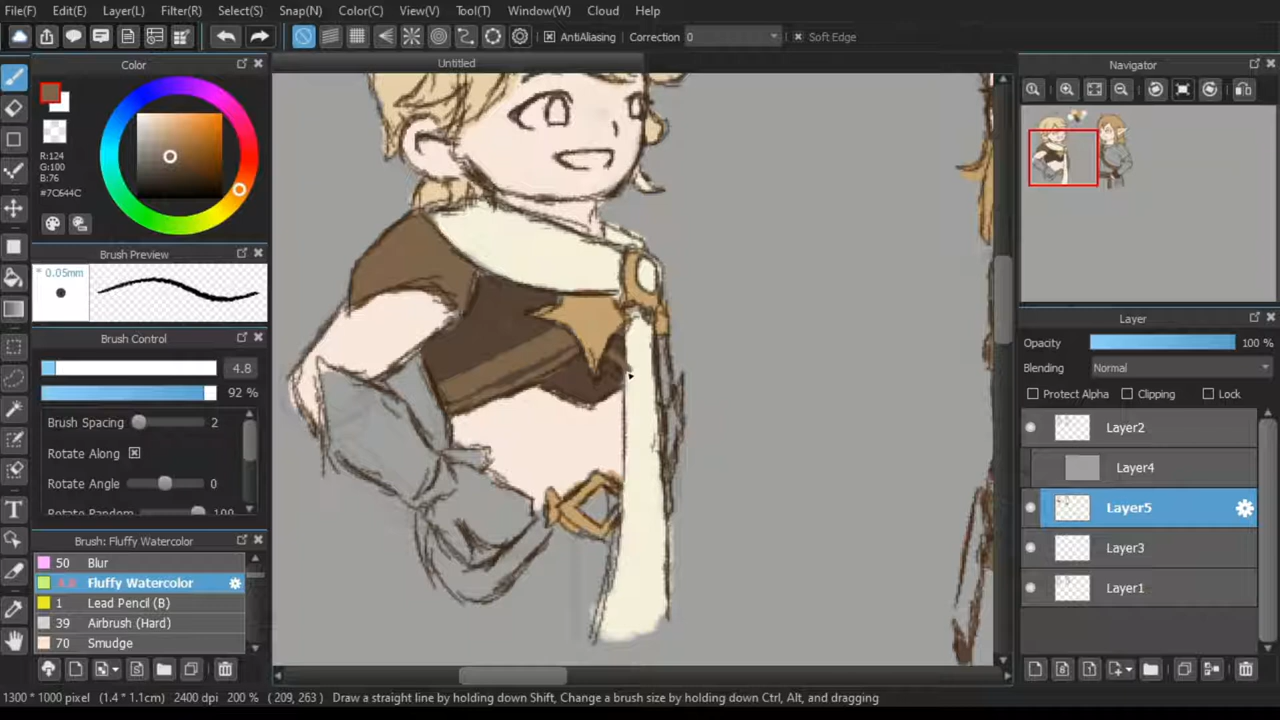 File(F) Edit(E) Layer(L) Filter(R) Select(S) Snap(N) Color(C) View(V) Tool(T) Window(W) Cloud Help
AntiAliasing Correction 0 Soft Edge
Color
Untitled
Navigator
R:124
G:100
B:76
#7C644C
Brush Preview
* 0.05mm
Brush Control
4.8
92 %
Brush Spacing 2
Rotate Along
Rotate Angle 0
Rotate Random 100
Brush: Fluffy Watercolor
50 Blur
4.8 Fluffy Watercolor
1 Lead Pencil (B)
39 Airbrush (Hard)
70 Smudge
Layer
Opacity 100 %
Blending Normal
Protect Alpha Clipping Lock
Layer2
Layer4
Layer5
Layer3
Layer1
1300 * 1000 pixel (1.4 * 1.1cm) 2400 dpi 200 % ( 209, 263 ) Draw a straight line by holding down Shift, Change a brush size by holding down Ctrl, Alt, and dragging